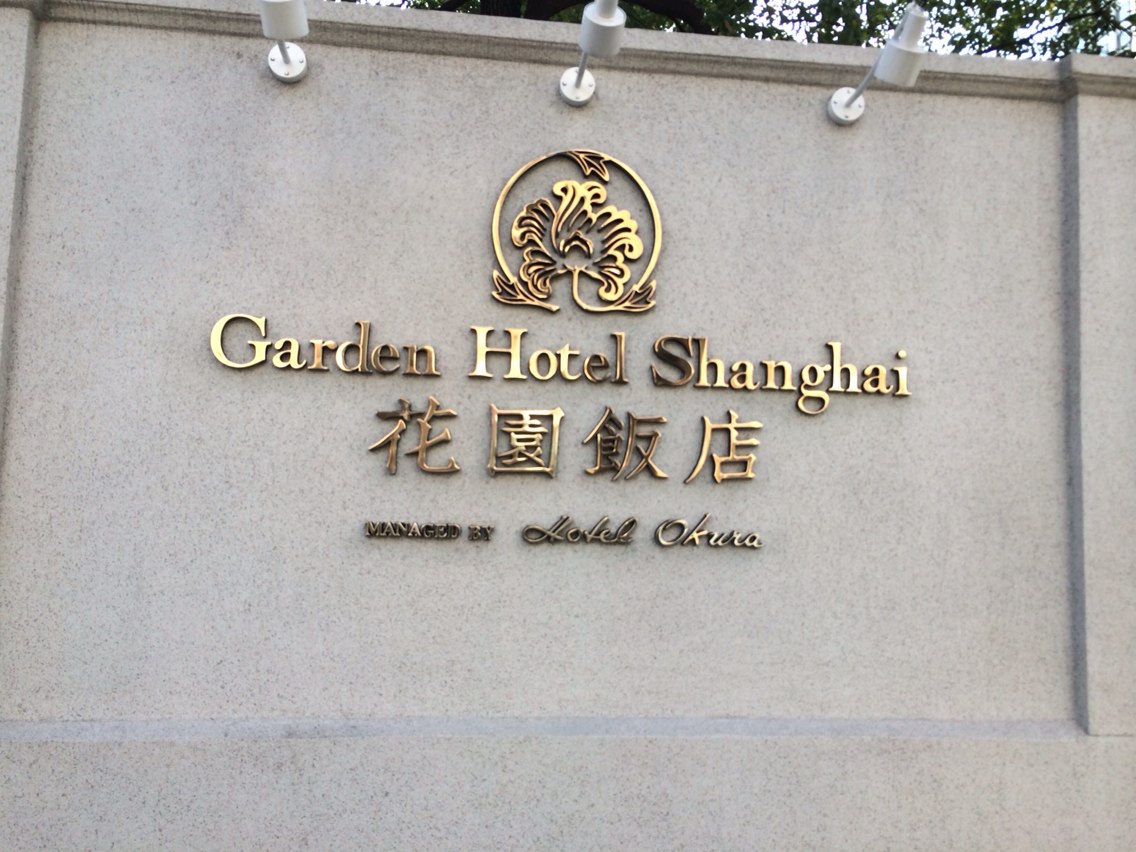 Garden Hotel Shanghai
花園飯店
MANAGED BY Hotel Okura